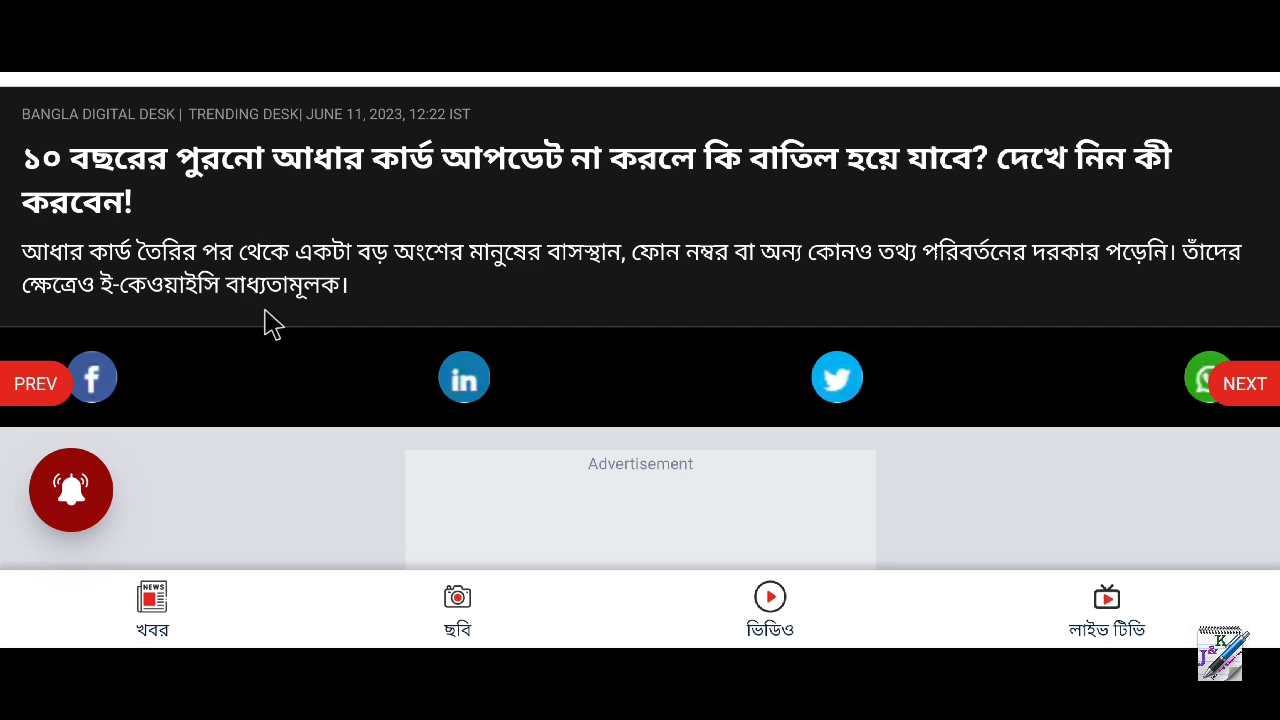 BANGLA DIGITAL DESK | TRENDING DESK| JUNE 11, 2023, 12:22 IST
১০ বছরের পুরনো আধার কার্ড আপডেট না করলে কি বাতিল হয়ে যাবে? দেখে নিন কী
করবেন!
আধার কার্ড তৈরির পর থেকে একটা বড় অংশের মানুষের বাসস্থান, ফোন নম্বর বা অন্য কোনও তথ্য পরিবর্তনের দরকার পড়েনি। তাঁদের
ক্ষেত্রেও ই-কেওয়াইসি বাধ্যতামূলক।
PREV
NEXT
Advertisement
NEWS
খবর
ছবি
ভিডিও
লাইভ টিভি
J&K